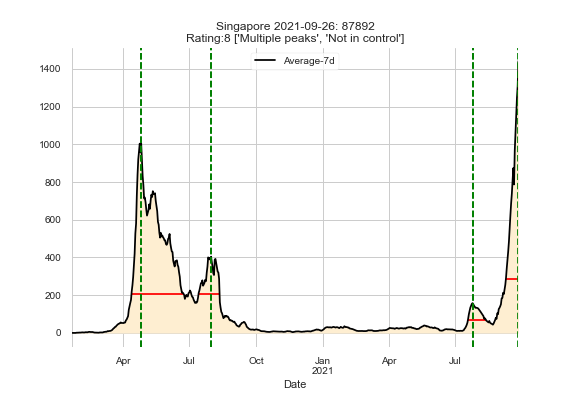 Singapore 2021-09-26: 87892
Rating:8 ['Multiple peaks', 'Not in control']
Average-7d
1400
1200
1000
800
600
400
200
0
Apr Jul Oct Jan Apr Jul
2021
Date